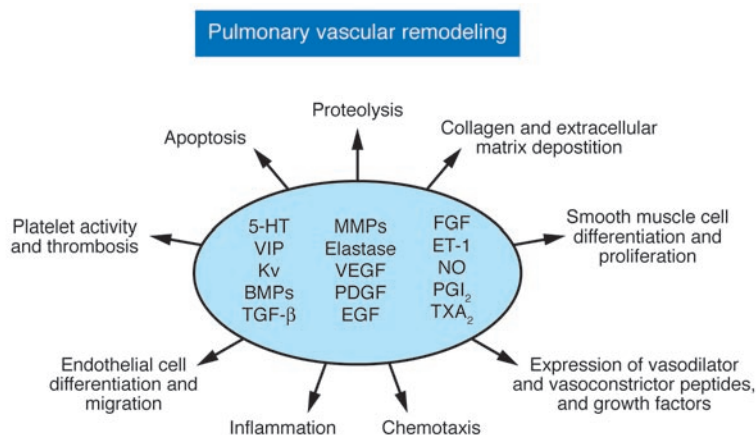 Pulmonary vascular remodeling
Proteolysis
Apoptosis
Collagen and extracellular
matrix depostition
Platelet activity
and thrombosis
5-HT
VIP
Kv
BMPs
TGF-β
MMPs
Elastase
VEGF
PDGF
EGF
FGF
ET-1
NO
PGI₂
TXA₂
Smooth muscle cell
differentiation and
proliferation
Endothelial cell
differentiation and
migration
Inflammation
Chemotaxis
Expression of vasodilator
and vasoconstrictor peptides,
and growth factors